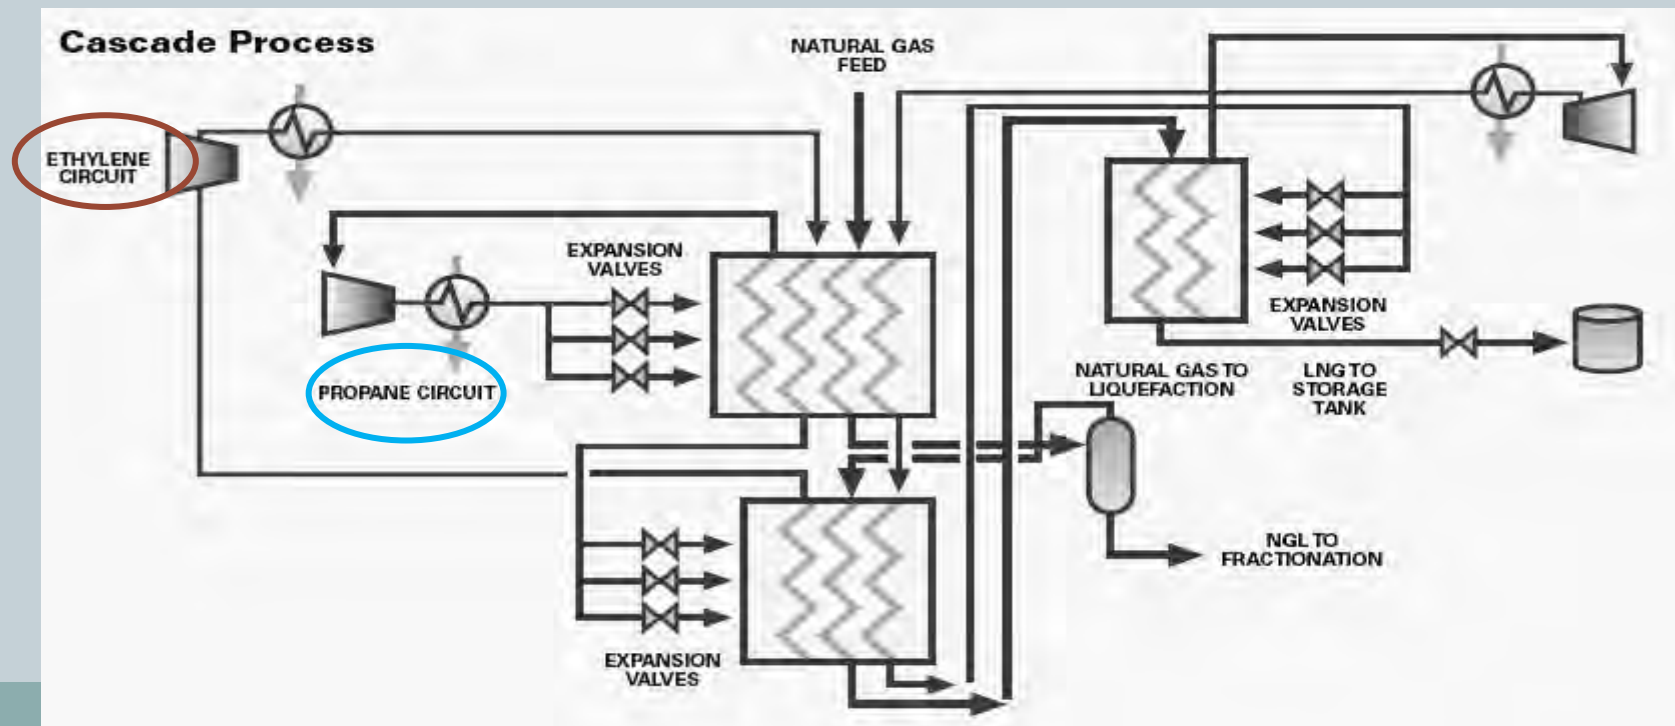 Cascade Process
NATURAL GAS
FEED
ETHYLENE
CIRCUIT
EXPANSION
VALVES
PROPANE CIRCUIT
EXPANSION
VALVES
NATURAL GAS TO
LIQUEFACTION
LNG TO
STORAGE
TANK
NGL TO
FRACTIONATION
EXPANSION
VALVES